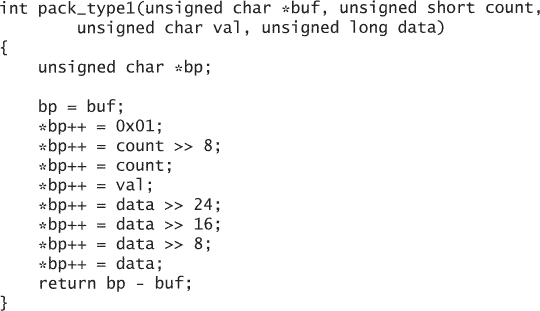 int pack_type1(unsigned char *buf, unsigned short count,
        unsigned char val, unsigned long data)
{
    unsigned char *bp;

    bp = buf;
    *bp++ = 0x01;
    *bp++ = count >> 8;
    *bp++ = count;
    *bp++ = val;
    *bp++ = data >> 24;
    *bp++ = data >> 16;
    *bp++ = data >> 8;
    *bp++ = data;
    return bp - buf;
}